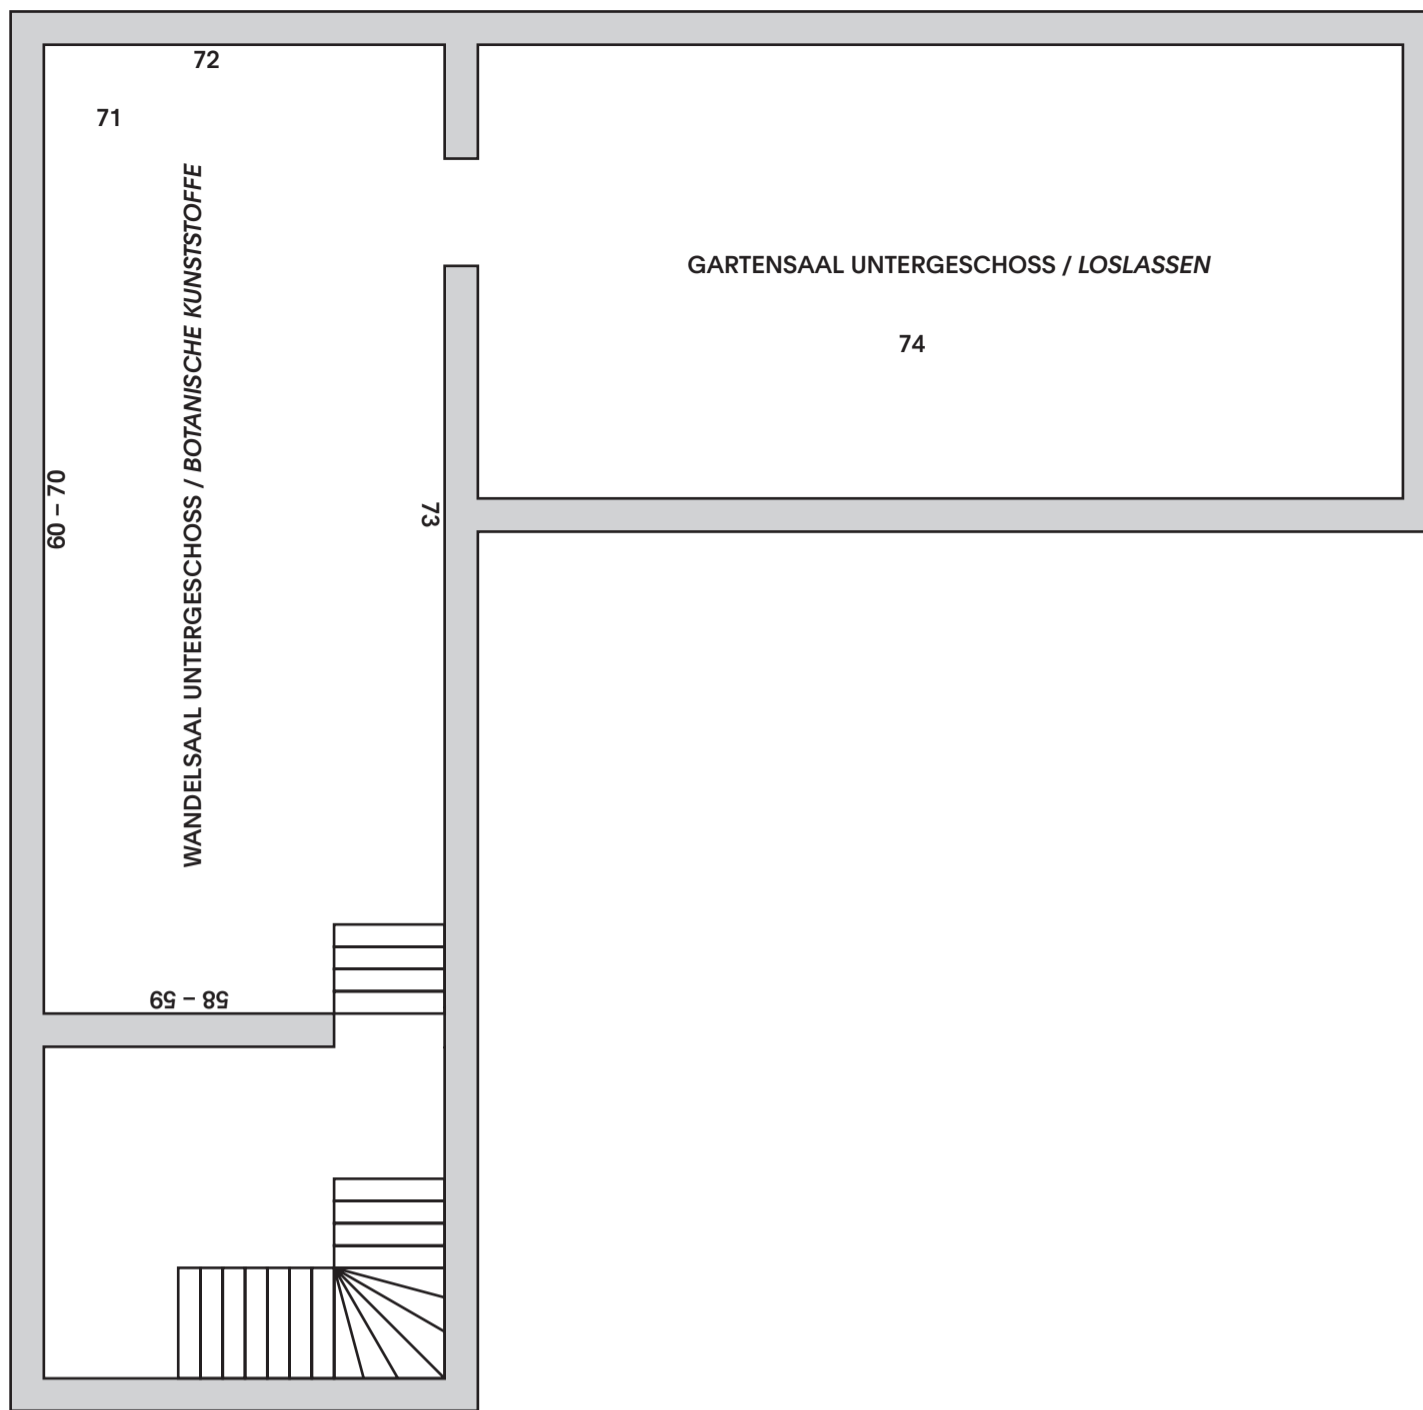 72
71
WANDELSAAL UNTERGESCHOSS / BOTANISCHE KUNSTSTOFFE
GARTENSAAL UNTERGESCHOSS / LOSLASSEN
74
60 – 70
73
58 – 59